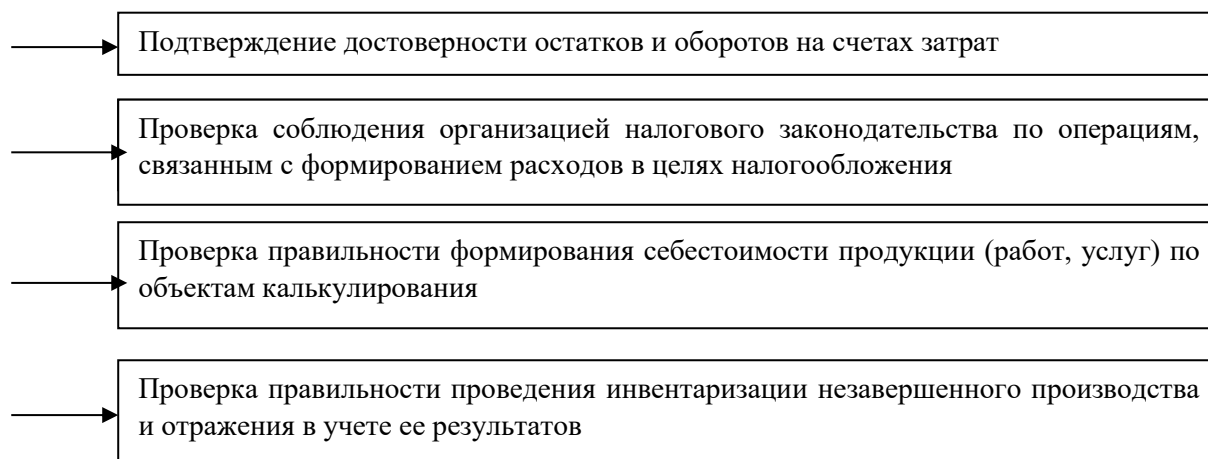 Подтверждение достоверности остатков и оборотов на счетах затрат
Проверка соблюдения организацией налогового законодательства по операциям,
связанным с формированием расходов в целях налогообложения
Проверка правильности формирования себестоимости продукции (работ, услуг) по
объектам калькулирования
Проверка правильности проведения инвентаризации незавершенного производства
и отражения в учете ее результатов